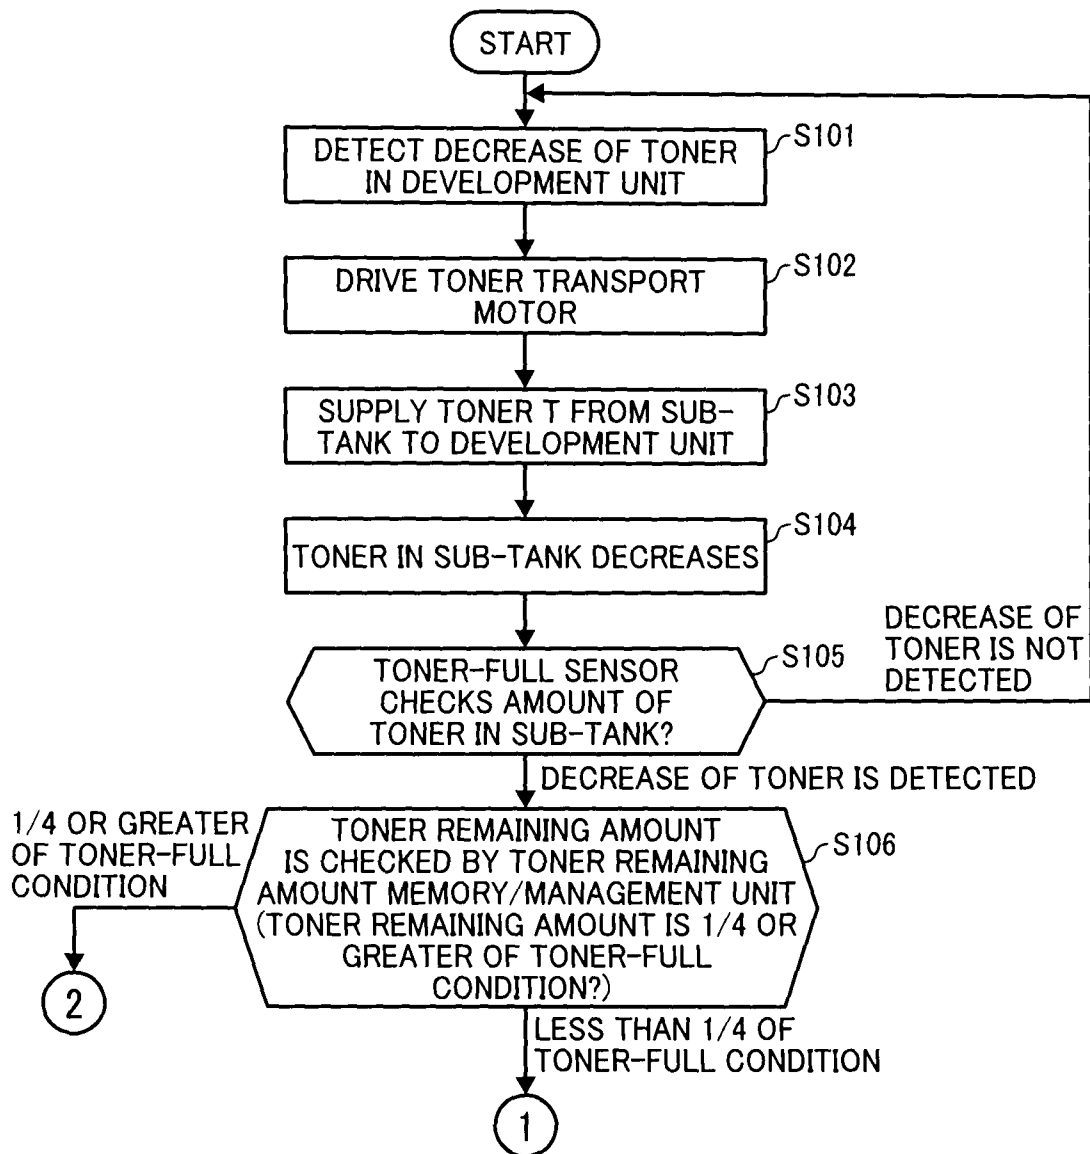 START
DETECT DECREASE OF TONER
IN DEVELOPMENT UNIT
S101
DRIVE TONER TRANSPORT
MOTOR
S102
SUPPLY TONER T FROM SUB-
TANK TO DEVELOPMENT UNIT
S103
TONER IN SUB-TANK DECREASES
S104
TONER-FULL SENSOR
CHECKS AMOUNT OF
TONER IN SUB-TANK?
S105
DECREASE OF
TONER IS NOT
DETECTED
DECREASE OF TONER IS DETECTED
1/4 OR GREATER
OF TONER-FULL
CONDITION
TONER REMAINING AMOUNT
IS CHECKED BY TONER REMAINING
AMOUNT MEMORY/MANAGEMENT UNIT
(TONER REMAINING AMOUNT IS 1/4 OR
GREATER OF TONER-FULL
CONDITION?)
S106
2
LESS THAN 1/4 OF
TONER-FULL CONDITION
1